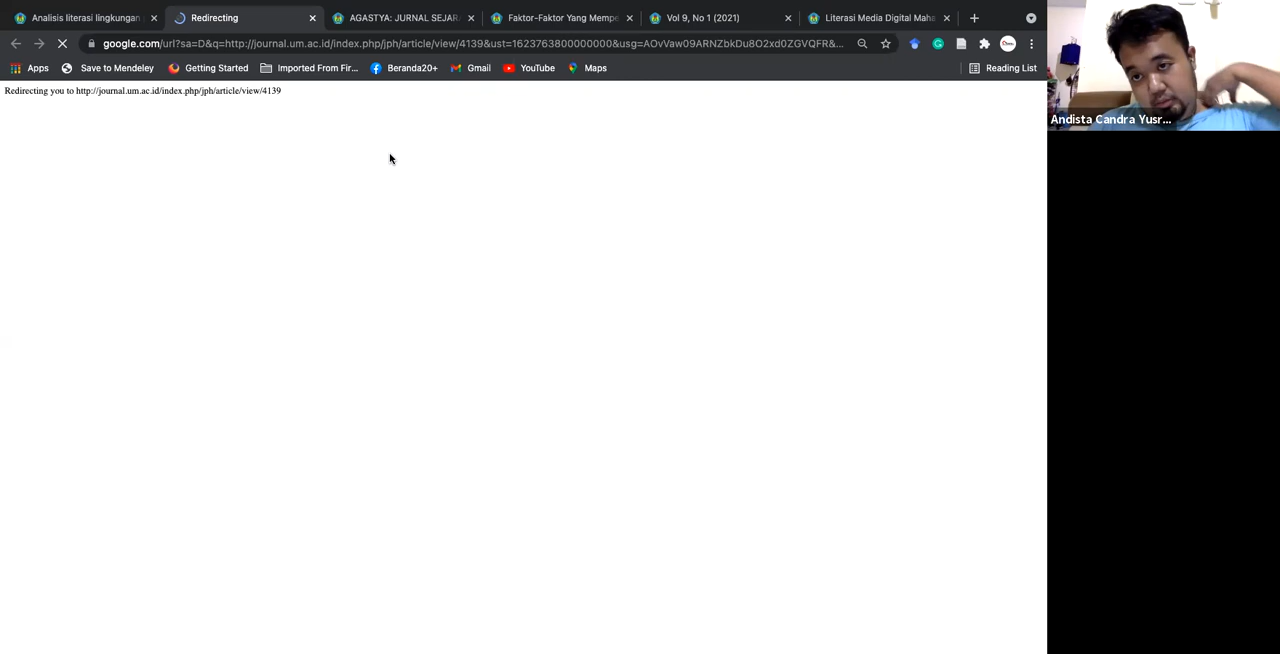 Analisis literasi lingkungan
Redirecting
AGASTYA: JURNAL SEJAR
Faktor-Faktor Yang Mempe
Vol 9, No 1 (2021)
Literasi Media Digital Maha
google.com/url?sa=D&q=http://journal.um.ac.id/index.php/jph/article/view/4139&ust=1623763800000000&usg=AOvVaw09ARNZbkDu8O2xd0ZGVQFR&...
Apps
Save to Mendeley
Getting Started
Imported From Fir...
Beranda20+
Gmail
YouTube
Maps
Reading List
Redirecting you to http://journal.um.ac.id/index.php/jph/article/view/4139
Andista Candra Yusr...